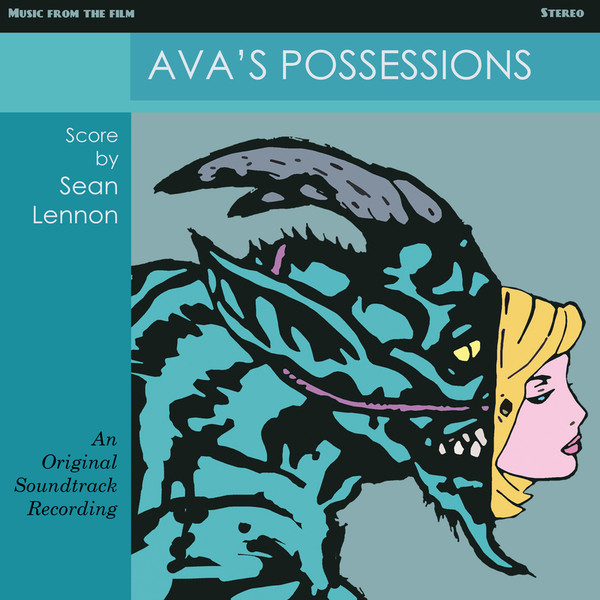 Music from the film
Stereo
AVA'S POSSESSIONS
Score
by
Sean
Lennon
An
Original
Soundtrack
Recording